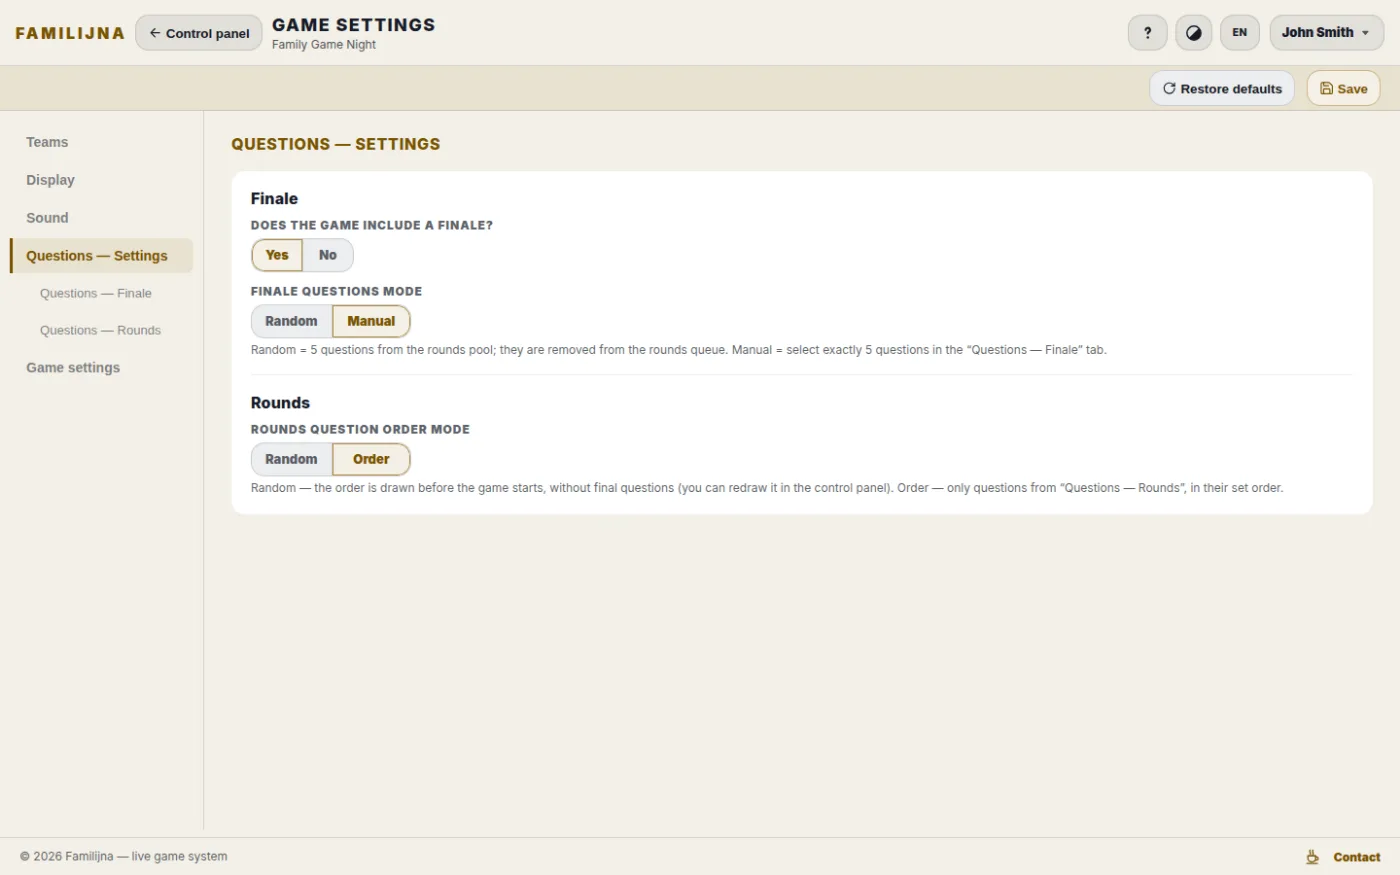 FAMILIJNA
← Control panel
GAME SETTINGS
Family Game Night
?
EN
John Smith
Restore defaults
Save
Teams
Display
Sound
Questions — Settings
Questions — Finale
Questions — Rounds
Game settings
QUESTIONS — SETTINGS
Finale
DOES THE GAME INCLUDE A FINALE?
Yes No
FINALE QUESTIONS MODE
Random Manual
Random = 5 questions from the rounds pool; they are removed from the rounds queue. Manual = select exactly 5 questions in the “Questions — Finale” tab.
Rounds
ROUNDS QUESTION ORDER MODE
Random Order
Random — the order is drawn before the game starts, without final questions (you can redraw it in the control panel). Order — only questions from “Questions — Rounds”, in their set order.
© 2026 Familijna — live game system
Contact